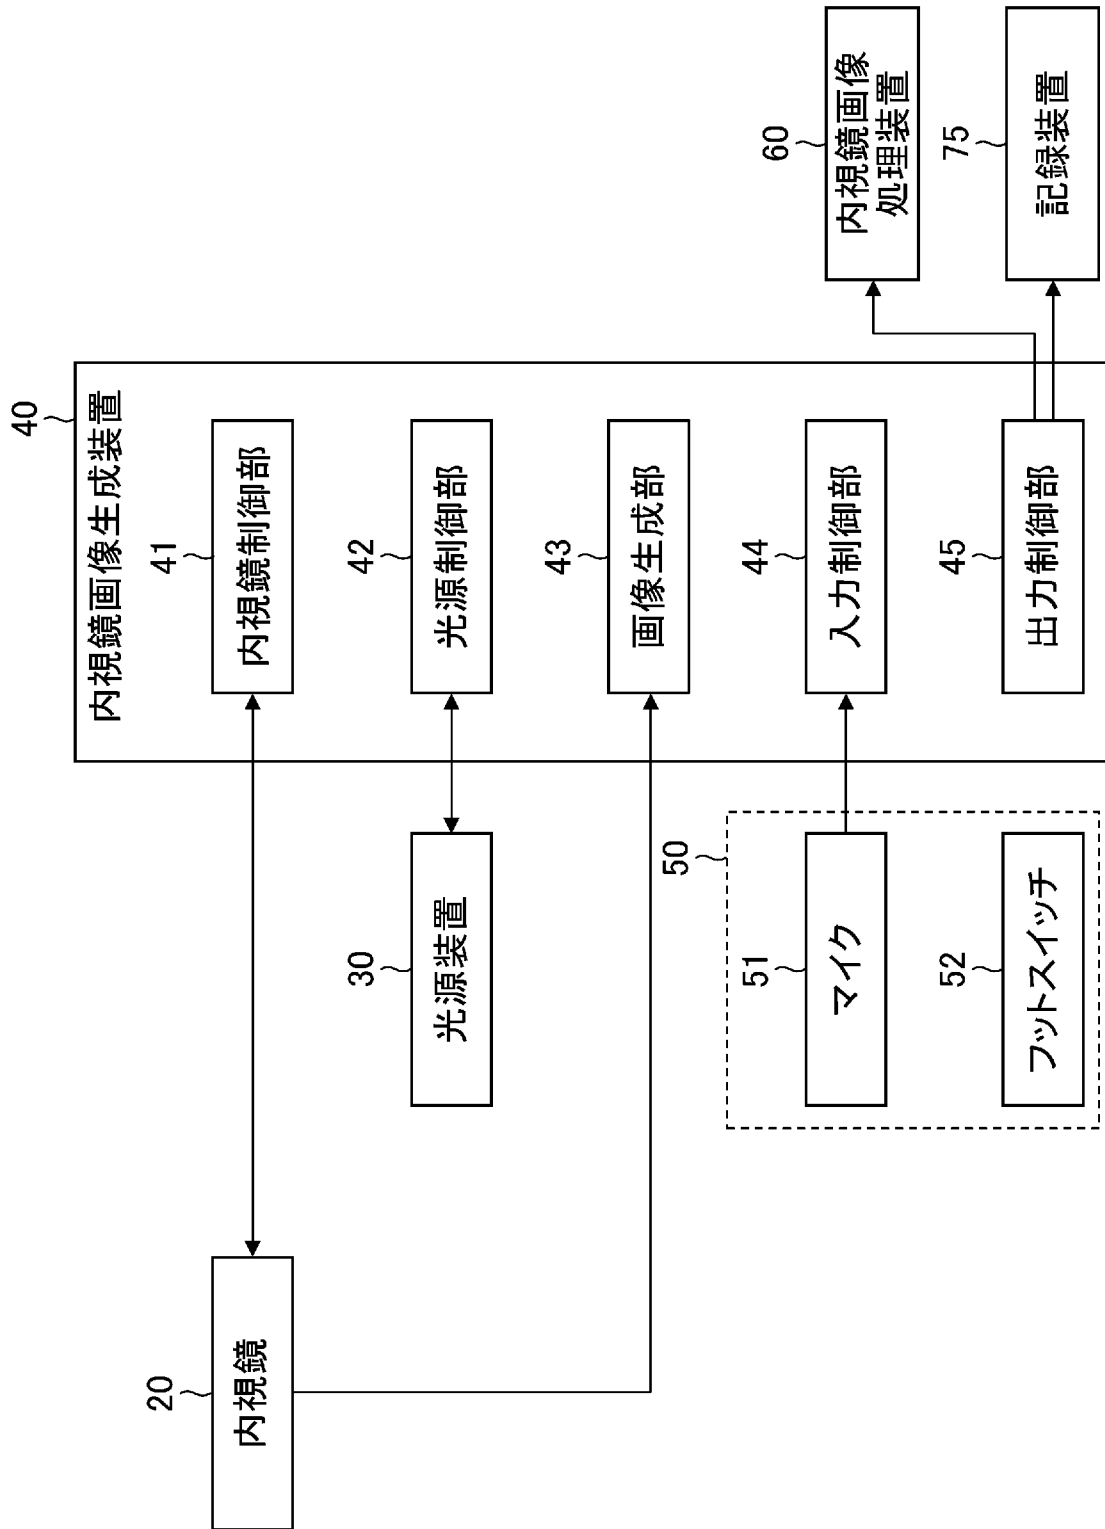 40
内視鏡画像生成装置
20
内視鏡
41
内視鏡制御部
30
光源装置
42
光源制御部
43
画像生成部
50
51
マイク
44
入力制御部
60
内視鏡画像
処理装置
52
フットスイッチ
45
出力制御部
75
記録装置